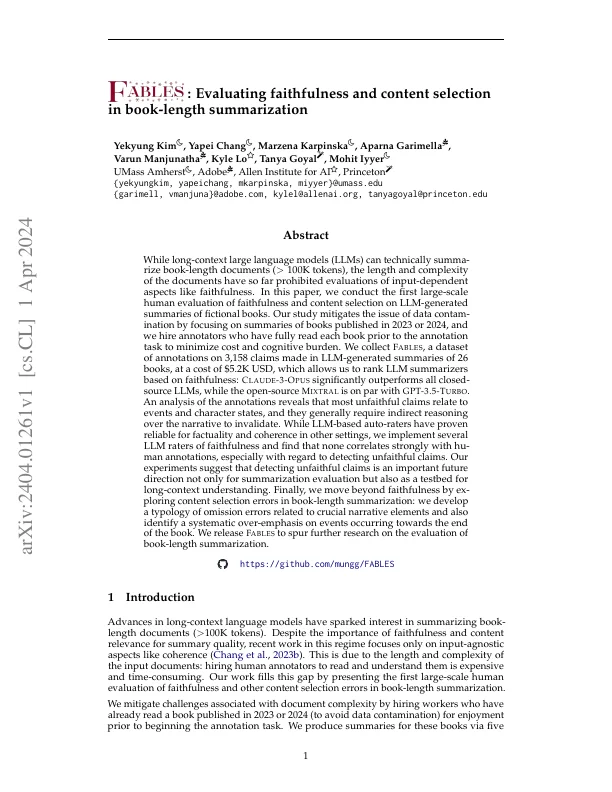 FABLES: Evaluating faithfulness and content selection
in book-length summarization
Yekyung Kim, Yapei Chang, Marzena Karpinska, Aparna Garimella,
Varun Manjunatha, Kyle Lo, Tanya Goyal, Mohit Iyyer
UMass Amherst, Adobe, Allen Institute for AI, Princeton
{yekyungkim, yapeichang, mkarpinska, miyyer}@umass.edu
{garimell, vmanjuna}@adobe.com, kylel@allenai.org, tanyagoyal@princeton.edu
Abstract
While long-context large language models (LLMs) can technically summa-
rize book-length documents (> 100K tokens), the length and complexity
of the documents have so far prohibited evaluations of input-dependent
aspects like faithfulness. In this paper, we conduct the first large-scale
human evaluation of faithfulness and content selection on LLM-generated
summaries of fictional books. Our study mitigates the issue of data contam-
ination by focusing on summaries of books published in 2023 or 2024, and
we hire annotators who have fully read each book prior to the annotation
task to minimize cost and cognitive burden. We collect FABLES, a dataset
of annotations on 3,158 claims made in LLM-generated summaries of 26
books, at a cost of $5.2K USD, which allows us to rank LLM summarizers
based on faithfulness: CLAUDE-3-OPUS significantly outperforms all closed-
source LLMs, while the open-source MIXTRAL is on par with GPT-3.5-TURBO.
An analysis of the annotations reveals that most unfaithful claims relate to
events and character states, and they generally require indirect reasoning
over the narrative to invalidate. While LLM-based auto-raters have proven
reliable for factuality and coherence in other settings, we implement several
LLM raters of faithfulness and find that none correlates strongly with hu-
man annotations, especially with regard to detecting unfaithful claims. Our
experiments suggest that detecting unfaithful claims is an important future
direction not only for summarization evaluation but also as a testbed for
long-context understanding. Finally, we move beyond faithfulness by ex-
ploring content selection errors in book-length summarization: we develop
a typology of omission errors related to crucial narrative elements and also
identify a systematic over-emphasis on events occurring towards the end
of the book. We release FABLES to spur further research on the evaluation of
book-length summarization.
https://github.com/mungg/FABLES
1 Introduction
Advances in long-context language models have sparked interest in summarizing book-
length documents (>100K tokens). Despite the importance of faithfulness and content
relevance for summary quality, recent work in this regime focuses only on input-agnostic
aspects like coherence (Chang et al., 2023b). This is due to the length and complexity of
the input documents: hiring human annotators to read and understand them is expensive
and time-consuming. Our work fills this gap by presenting the first large-scale human
evaluation of faithfulness and other content selection errors in book-length summarization.
We mitigate challenges associated with document complexity by hiring workers who have
already read a book published in 2023 or 2024 (to avoid data contamination) for enjoyment
prior to beginning the annotation task. We produce summaries for these books via five
1
arXiv:2404.01261v1 [cs.CL] 1 Apr 2024